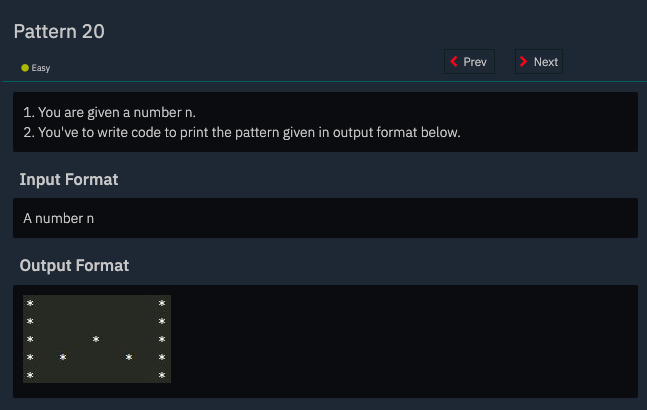 Pattern 20
Easy
Prev
Next
1. You are given a number n.
2. You've to write code to print the pattern given in output format below.
Input Format
A number n
Output Format
*               *
*               *
*       *       *
*   *       *   *
*               *